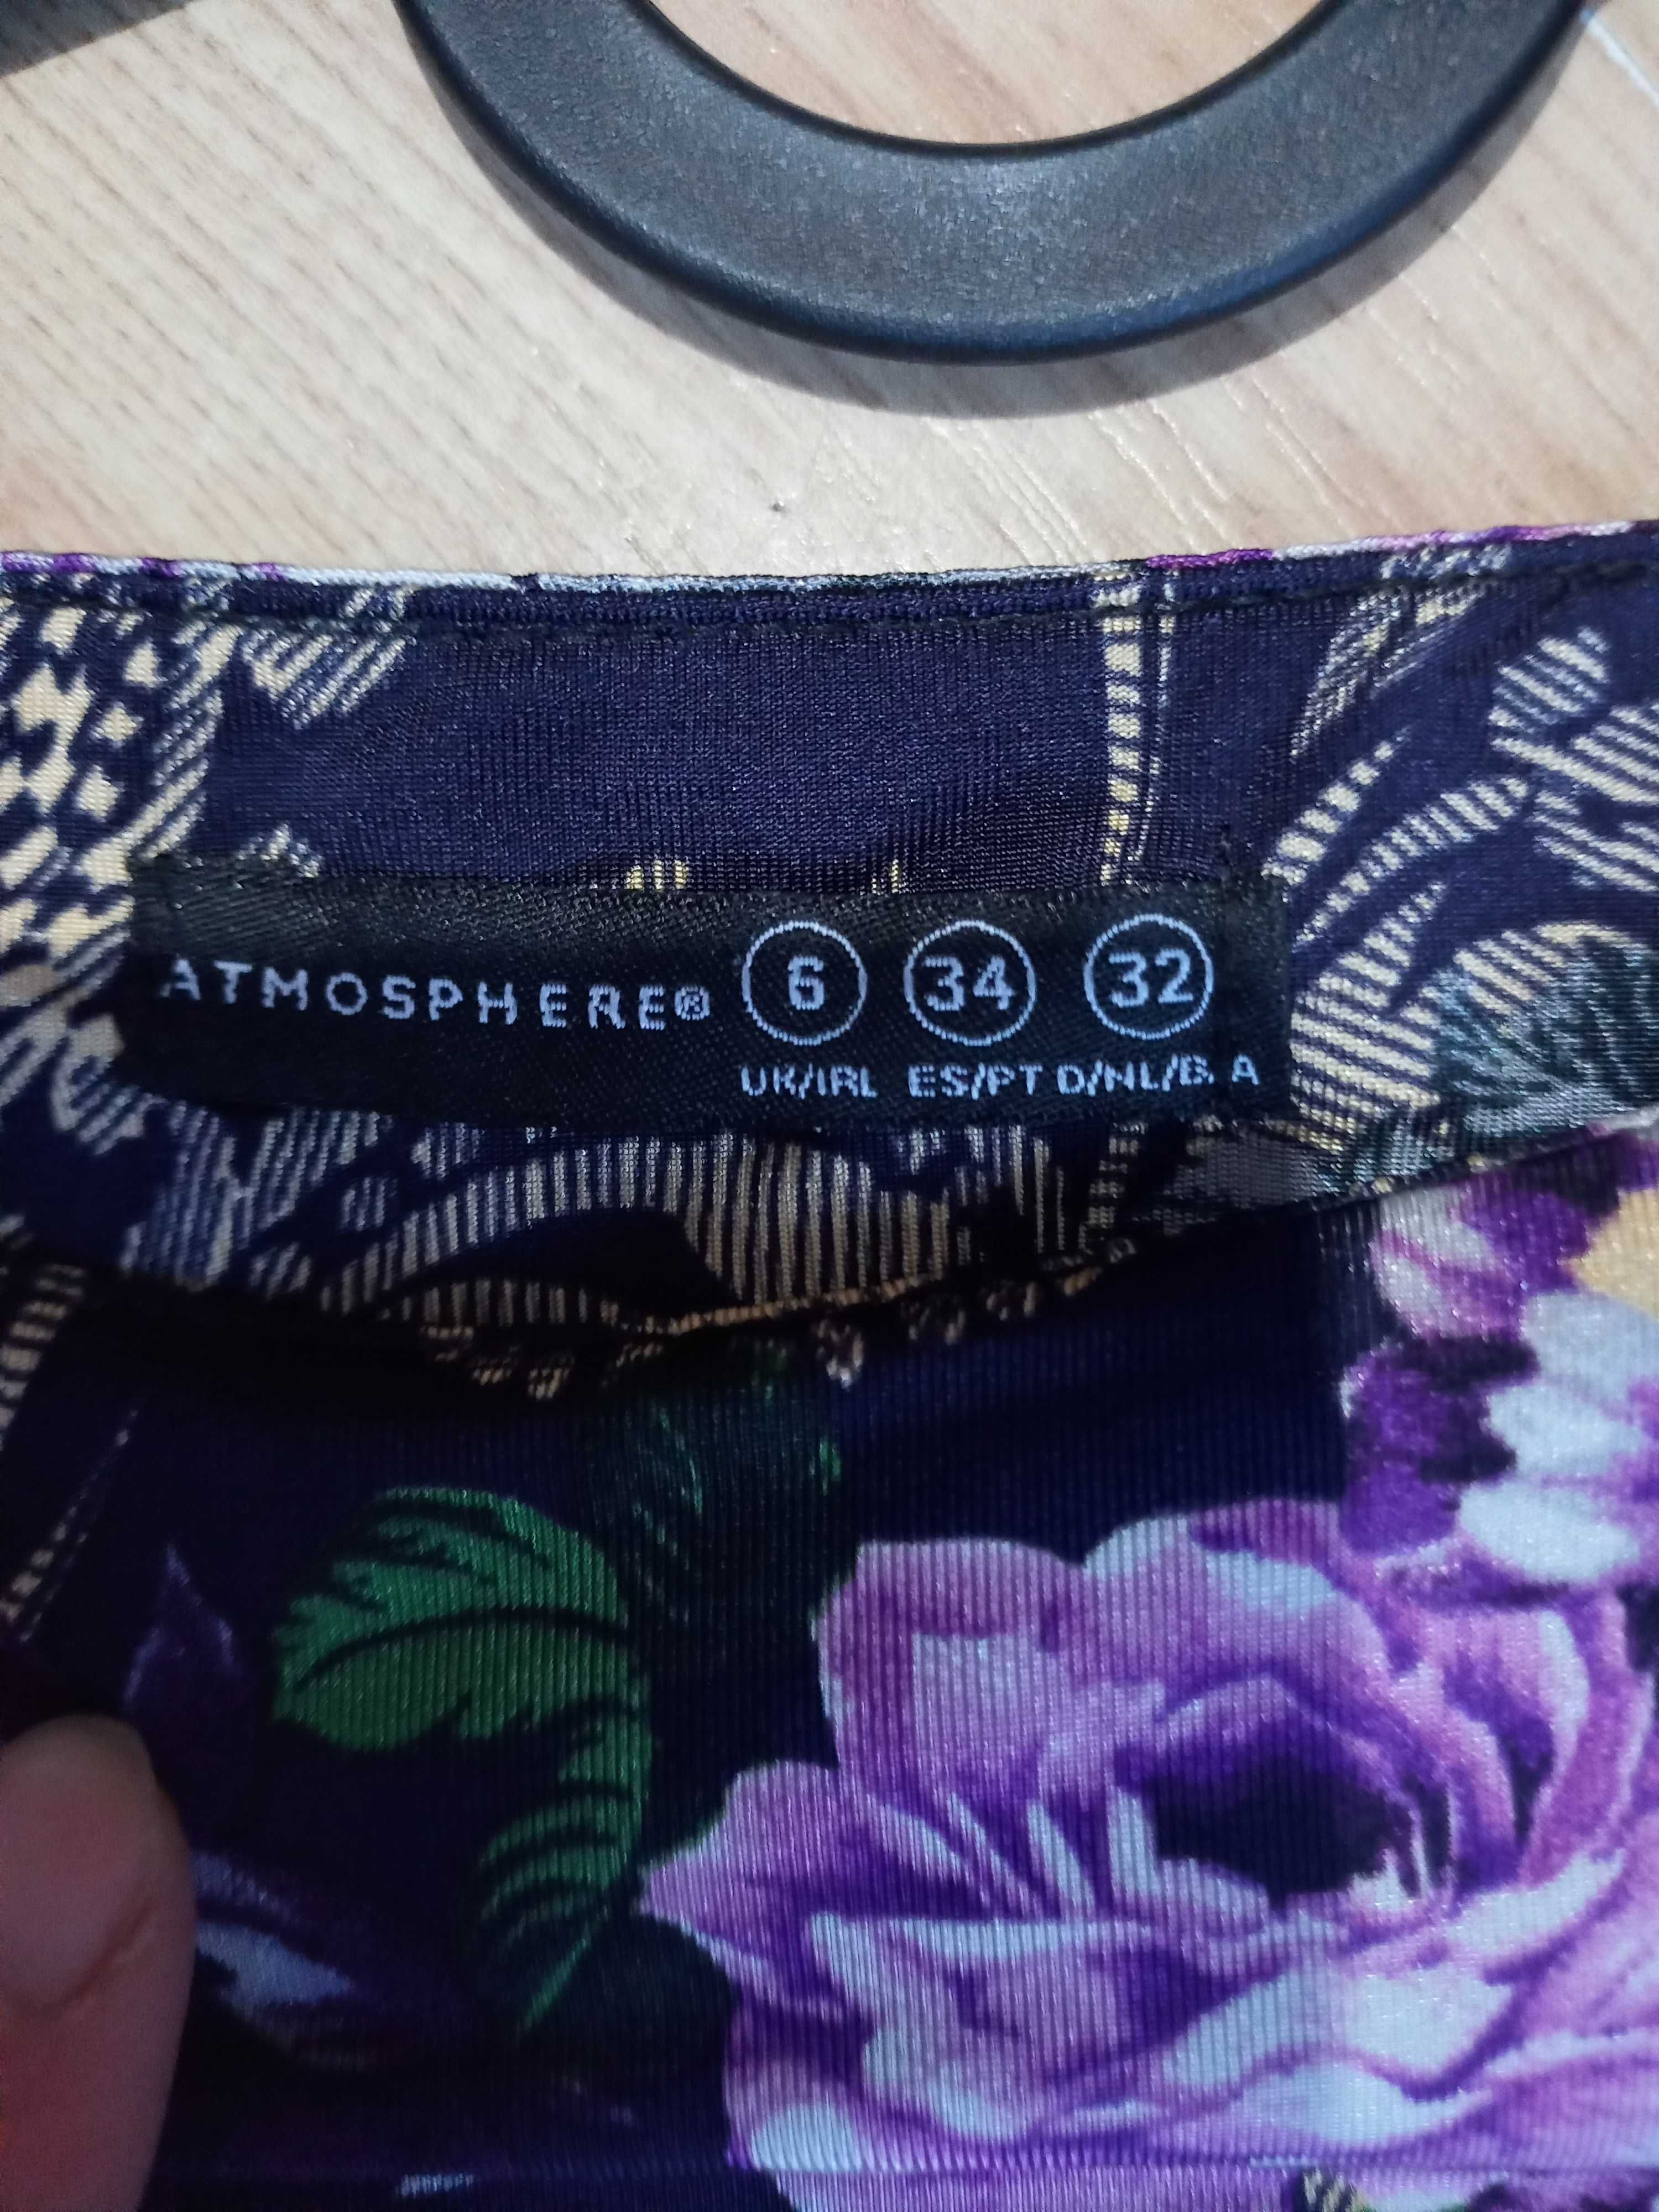 ATMOSPHERE® 6 34 32
UK/IRL ES/PT D/NL/B/A